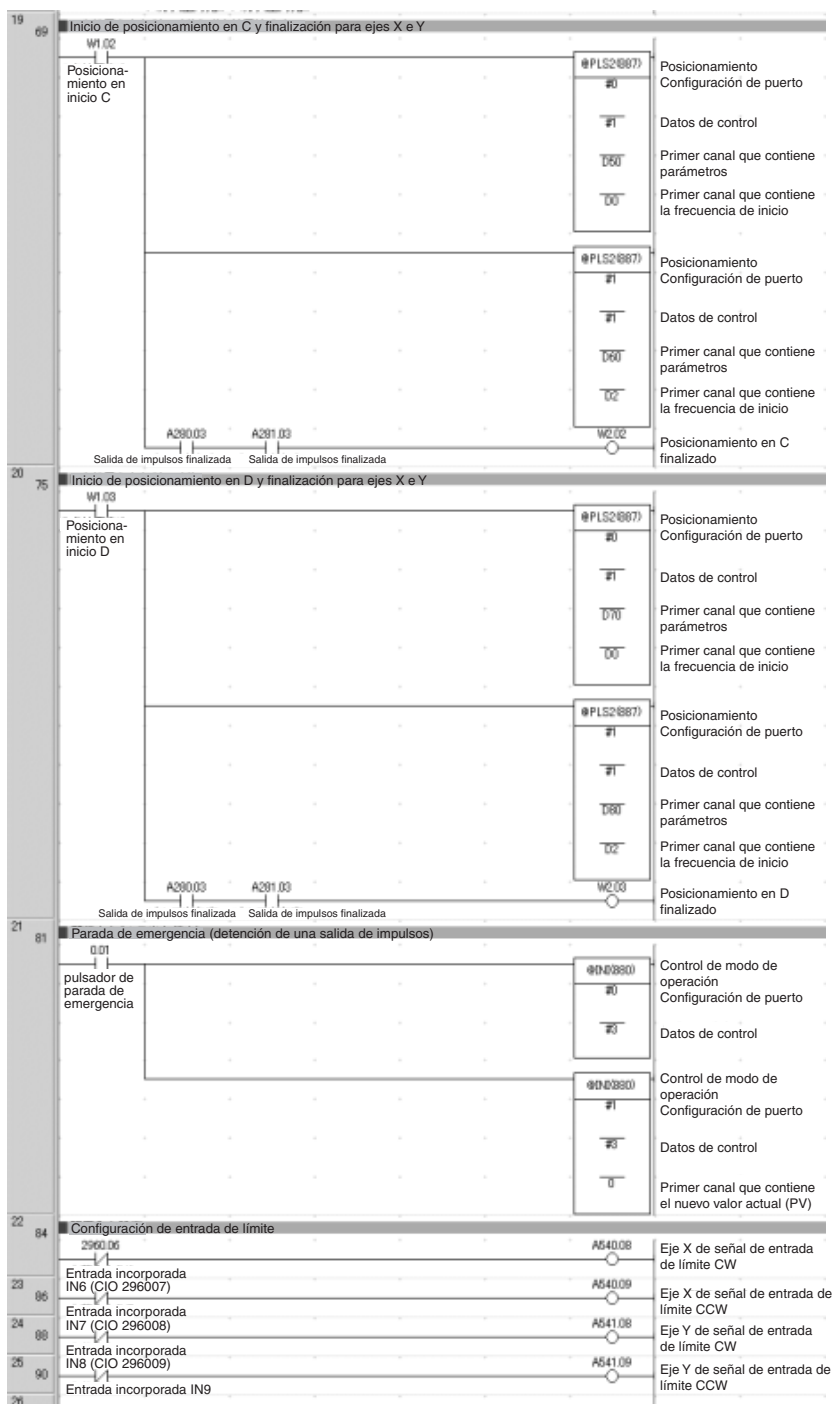 19
69
Inicio de posicionamiento en C y finalización para ejes X e Y
W1.02
Posiciona-
miento en
inicio C
@PLS2(887)
Posicionamiento
#0
Configuración de puerto
#1
Datos de control
D50
Primer canal que contiene
parámetros
D0
Primer canal que contiene
la frecuencia de inicio
@PLS2(887)
Posicionamiento
#1
Configuración de puerto
#1
Datos de control
D60
Primer canal que contiene
parámetros
D2
Primer canal que contiene
la frecuencia de inicio
A280.03 A281.03 W2.02
Salida de impulsos finalizada Salida de impulsos finalizada
Posicionamiento en C
finalizado
20
75
Inicio de posicionamiento en D y finalización para ejes X e Y
W1.03
Posiciona-
miento en
inicio D
@PLS2(887)
Posicionamiento
#0
Configuración de puerto
#1
Datos de control
D70
Primer canal que contiene
parámetros
D0
Primer canal que contiene
la frecuencia de inicio
@PLS2(887)
Posicionamiento
#1
Configuración de puerto
#1
Datos de control
D80
Primer canal que contiene
parámetros
D2
Primer canal que contiene
la frecuencia de inicio
A280.03 A281.03 W2.03
Salida de impulsos finalizada Salida de impulsos finalizada
Posicionamiento en D
finalizado
21
81
Parada de emergencia (detención de una salida de impulsos)
0.01
pulsador de
parada de
emergencia
@INI(880)
Control de modo de
operación
#0
Configuración de puerto
#3
Datos de control
@INI(880)
Control de modo de
operación
#1
Configuración de puerto
#3
Datos de control
0
Primer canal que contiene
el nuevo valor actual (PV)
22
84
Configuración de entrada de límite
2960.06 A540.08
Eje X de señal de entrada
de límite CW
Entrada incorporada
23
86
IN6 (CIO 296007) A540.09
Eje X de señal de entrada de
límite CCW
Entrada incorporada
24
88
IN7 (CIO 296008) A541.08
Eje Y de señal de entrada
de límite CW
Entrada incorporada
25
90
IN8 (CIO 296009) A541.09
Eje Y de señal de entrada de
límite CCW
Entrada incorporada IN9
26